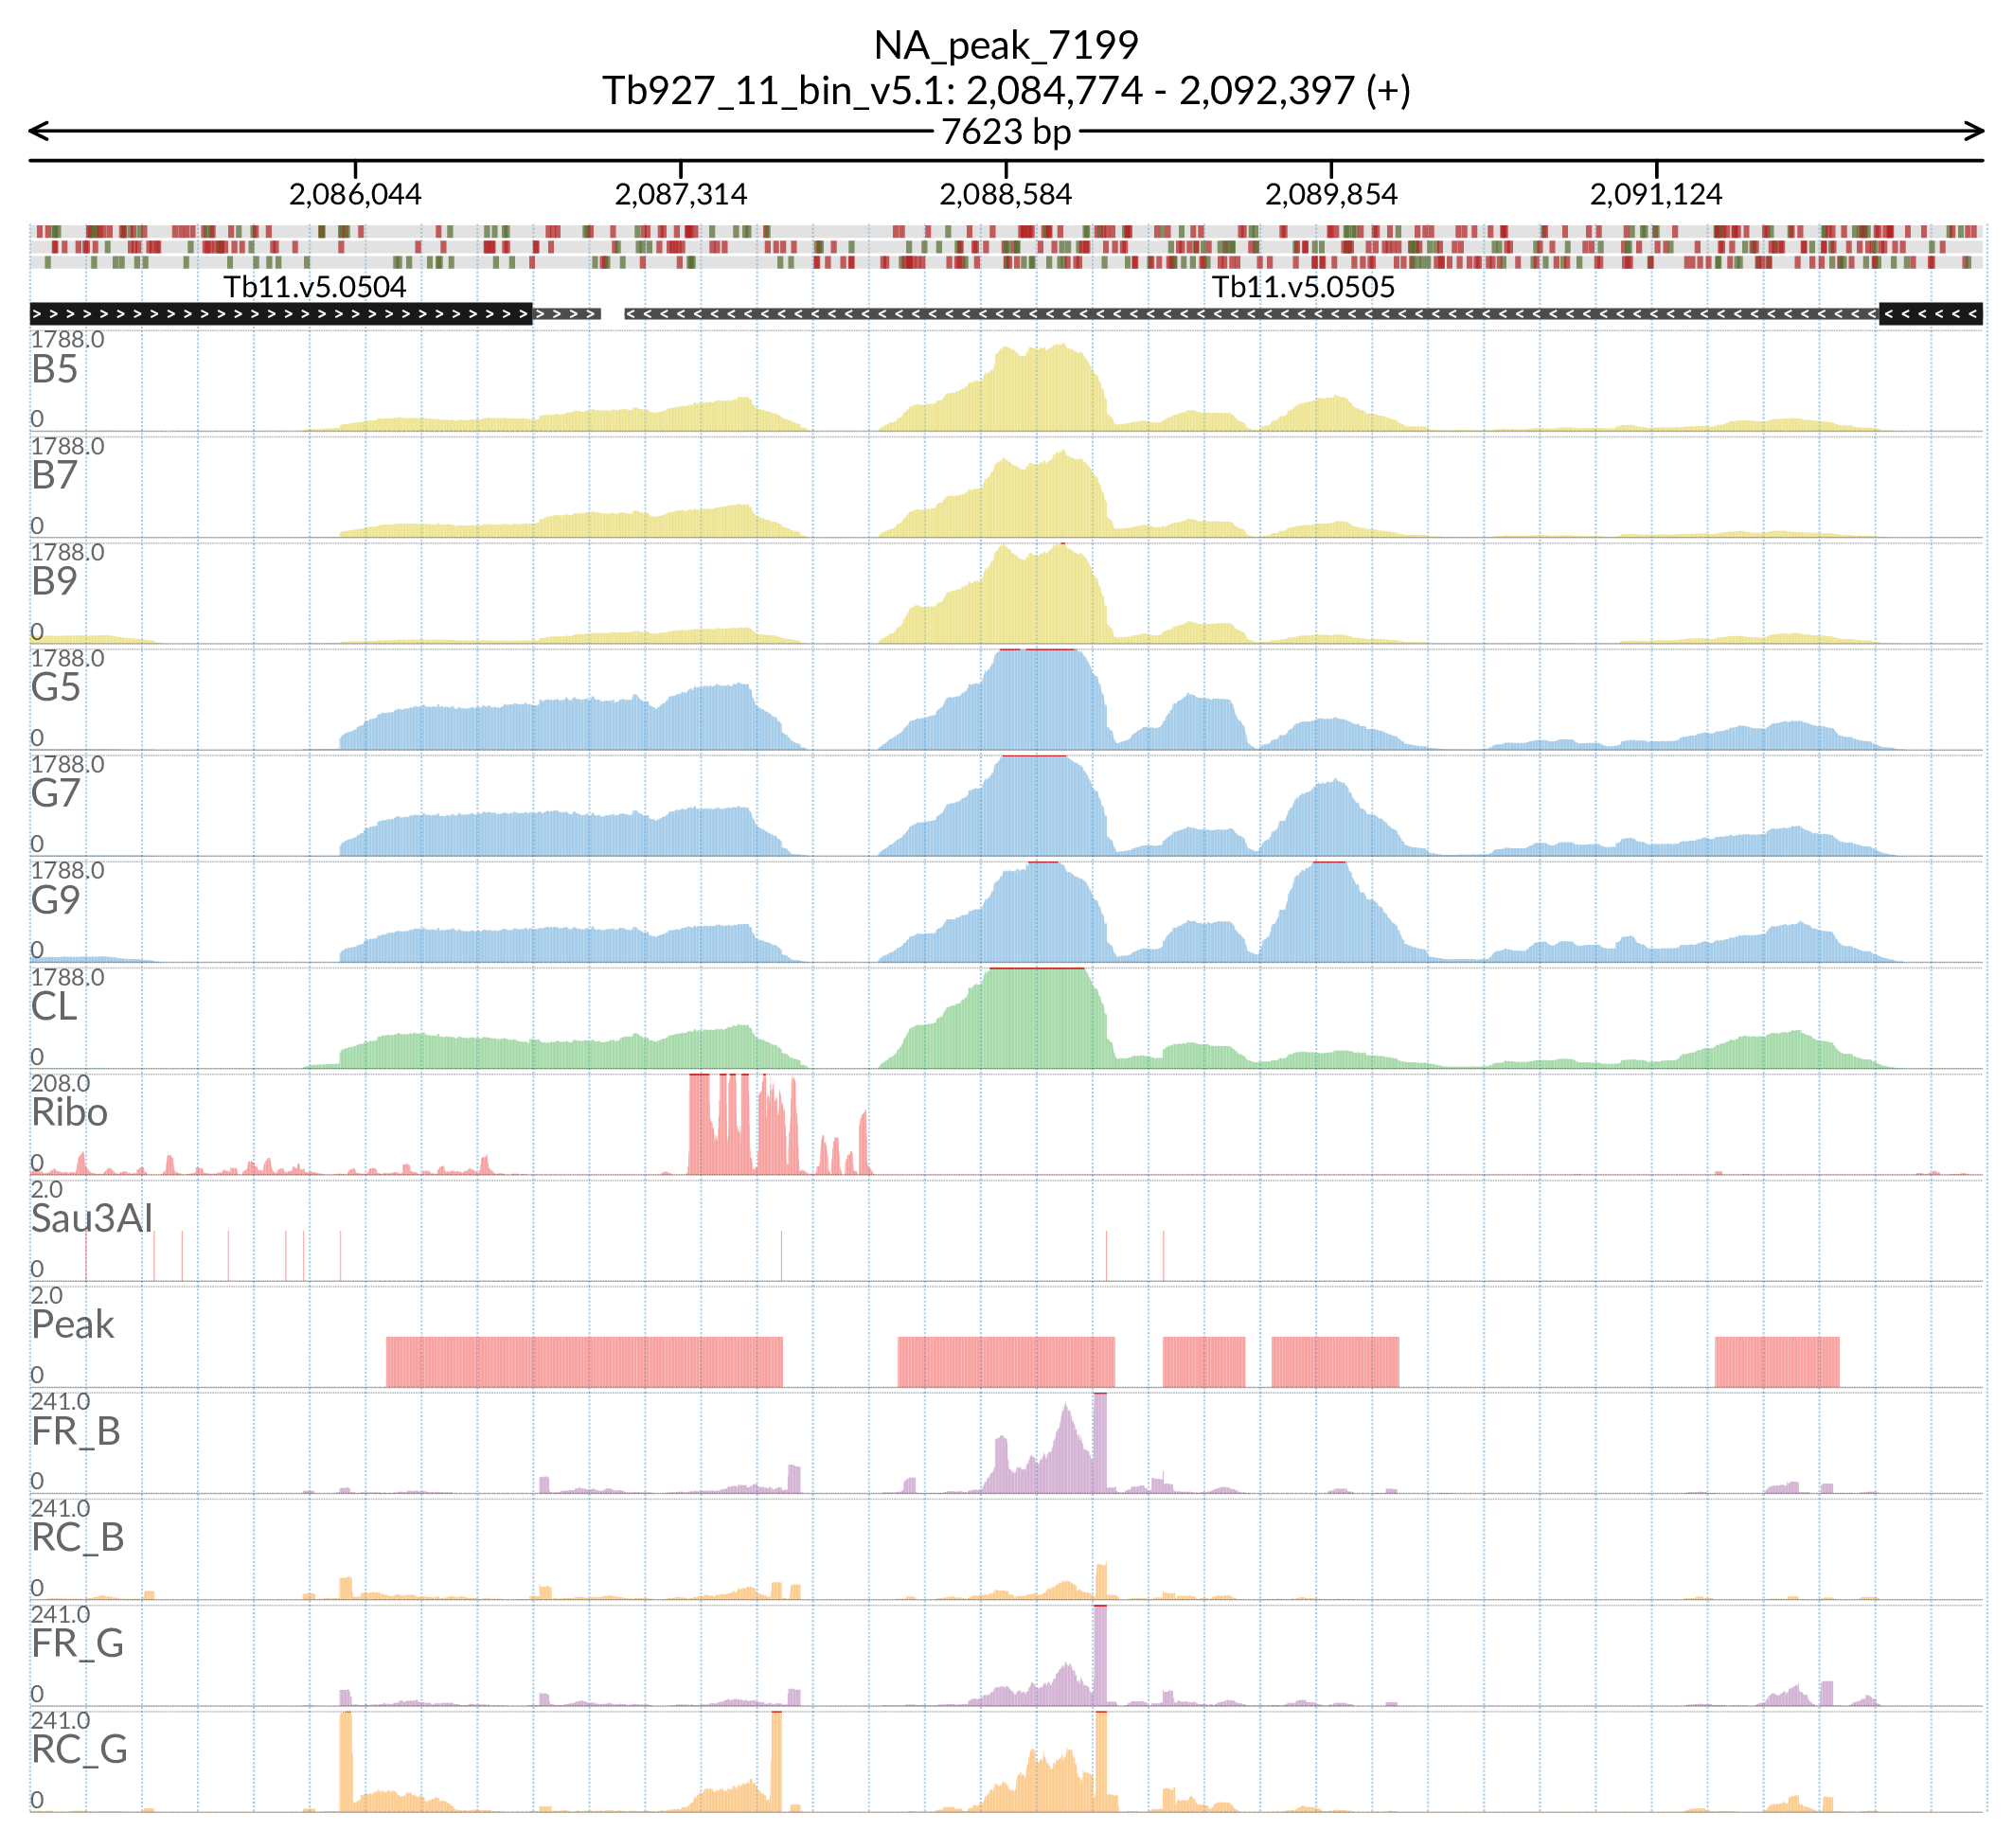 NA_peak_7199
Tb927_11_bin_v5.1: 2,084,774 - 2,092,397 (+)
7623 bp
2,086,044 2,087,314 2,088,584 2,089,854 2,091,124
Tb11.v5.0504 Tb11.v5.0505
1788.0
B5
0
1788.0
B7
0
1788.0
B9
0
1788.0
G5
0
1788.0
G7
0
1788.0
G9
0
1788.0
CL
0
208.0
Ribo
0
2.0
Sau3AI
0
2.0
Peak
0
241.0
FR_B
0
241.0
RC_B
0
241.0
FR_G
0
241.0
RC_G
0